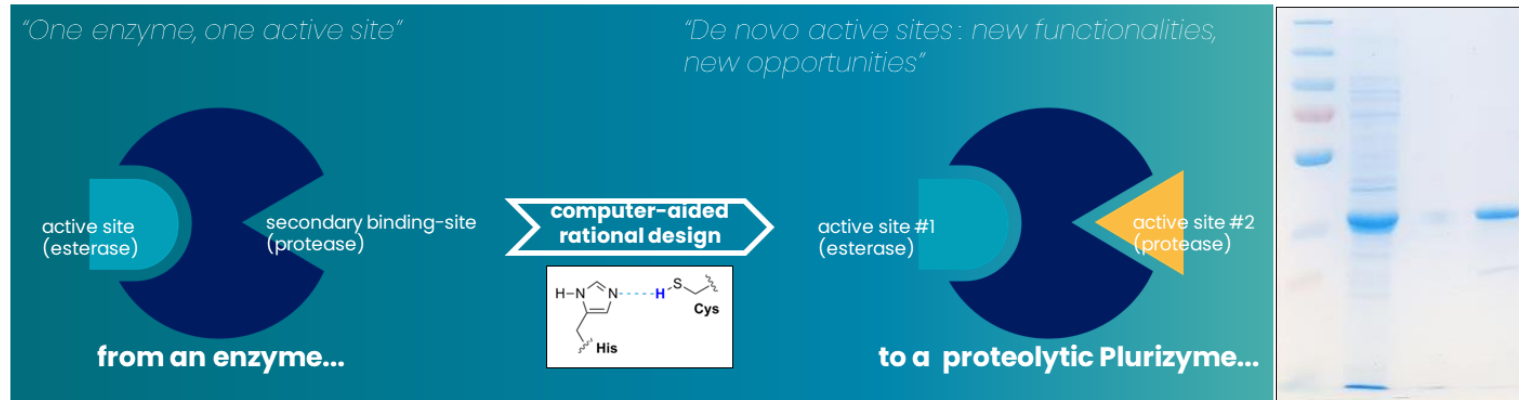 “One enzyme, one active site”
“De novo active sites : new functionalities,
new opportunities”
active site
(esterase)
secondary binding-site
(protease)
computer-aided
rational design
active site #1
(esterase)
active site #2
(protease)
H–N
N
H
S
Cys
His
from an enzyme...
to a proteolytic Plurizyme...